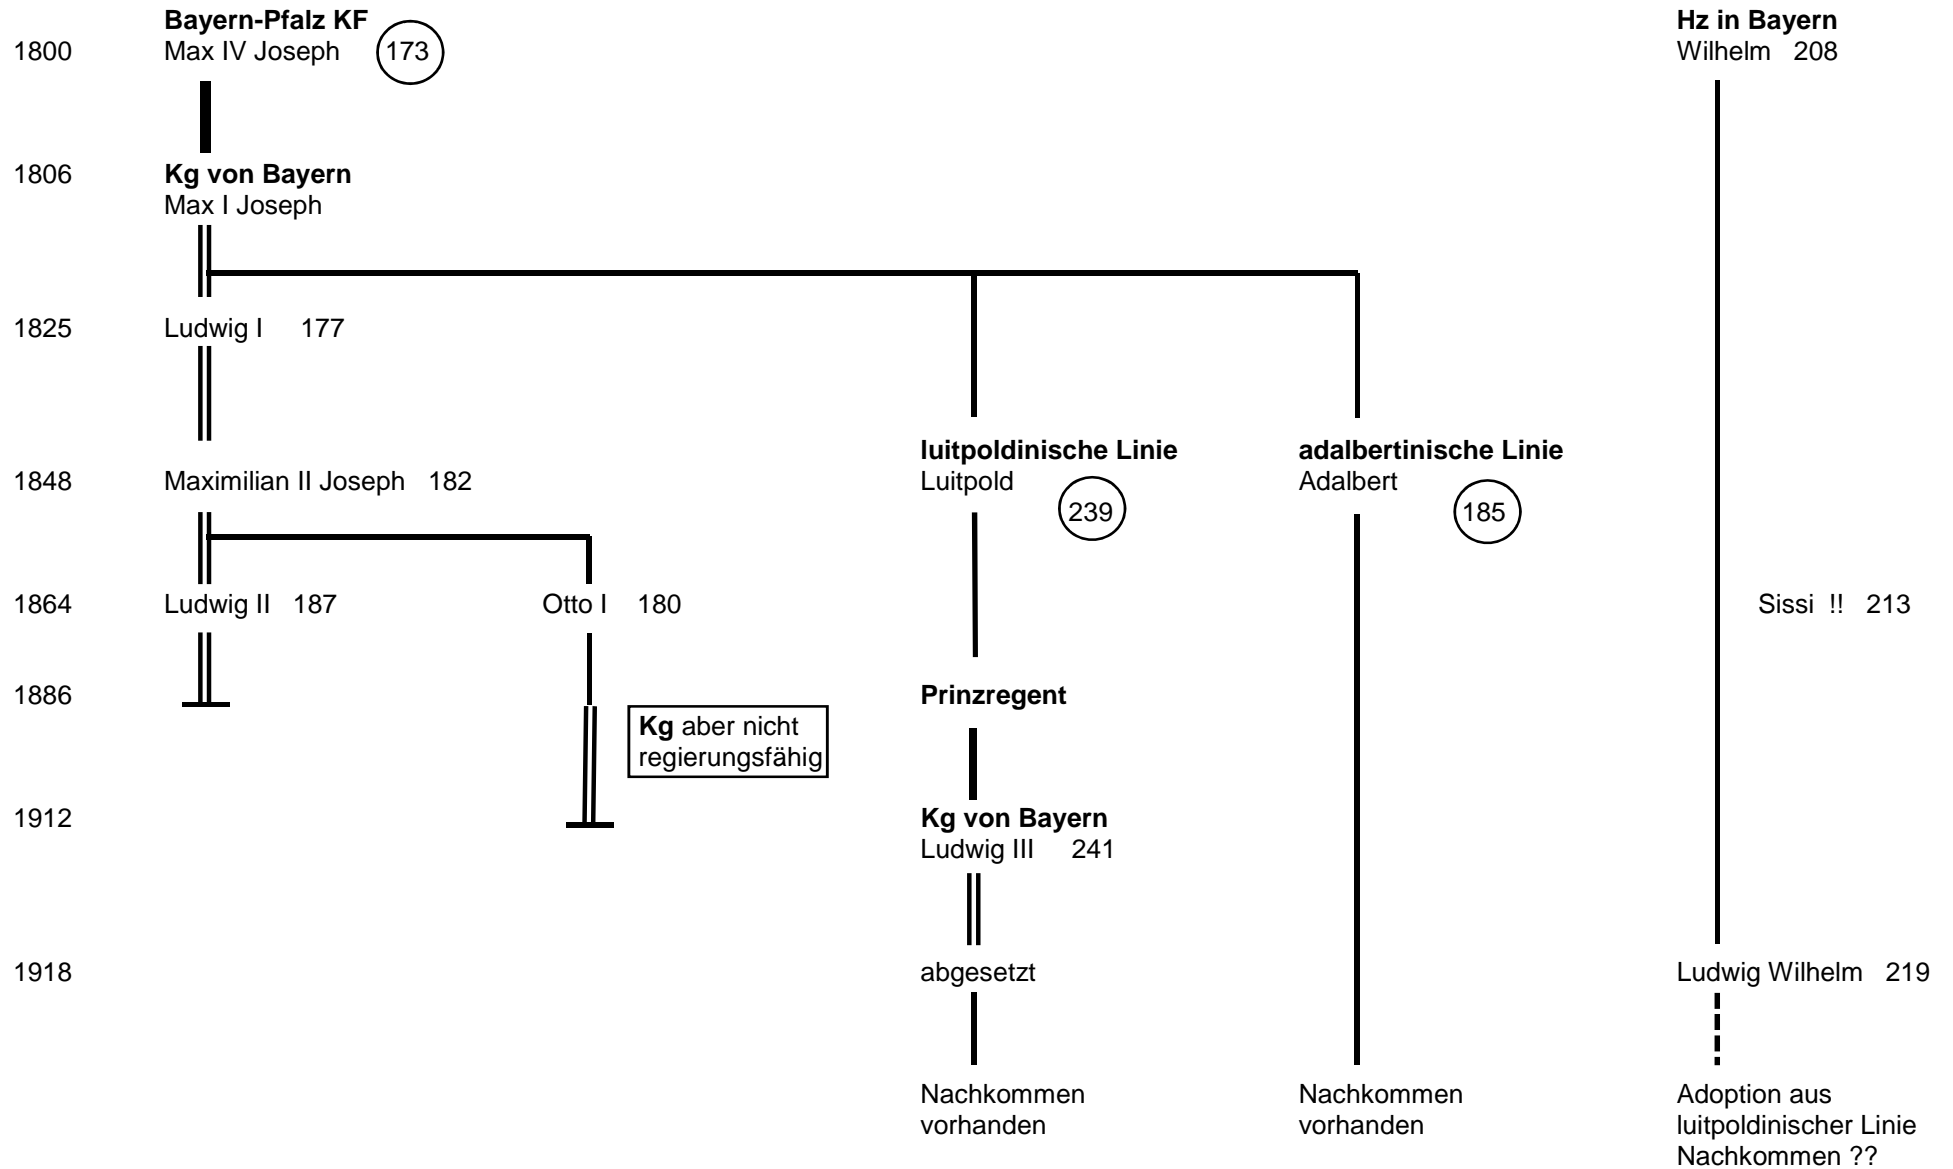 Bayern-Pfalz KF
Hz in Bayern
1800 Max IV Joseph 173
Wilhelm 208
1806 Kg von Bayern
Max I Joseph
1825 Ludwig I 177
luitpoldinische Linie
adalbertinische Linie
1848 Maximilian II Joseph 182
Luitpold
Adalbert
239
185
1864 Ludwig II 187
Otto I 180
Sissi !! 213
1886
Prinzregent
Kg aber nicht
regierungsfähig
1912
Kg von Bayern
Ludwig III 241
1918
abgesetzt
Ludwig Wilhelm 219
Nachkommen
vorhanden
Nachkommen
vorhanden
Adoption aus
luitpoldinischer Linie
Nachkommen ??